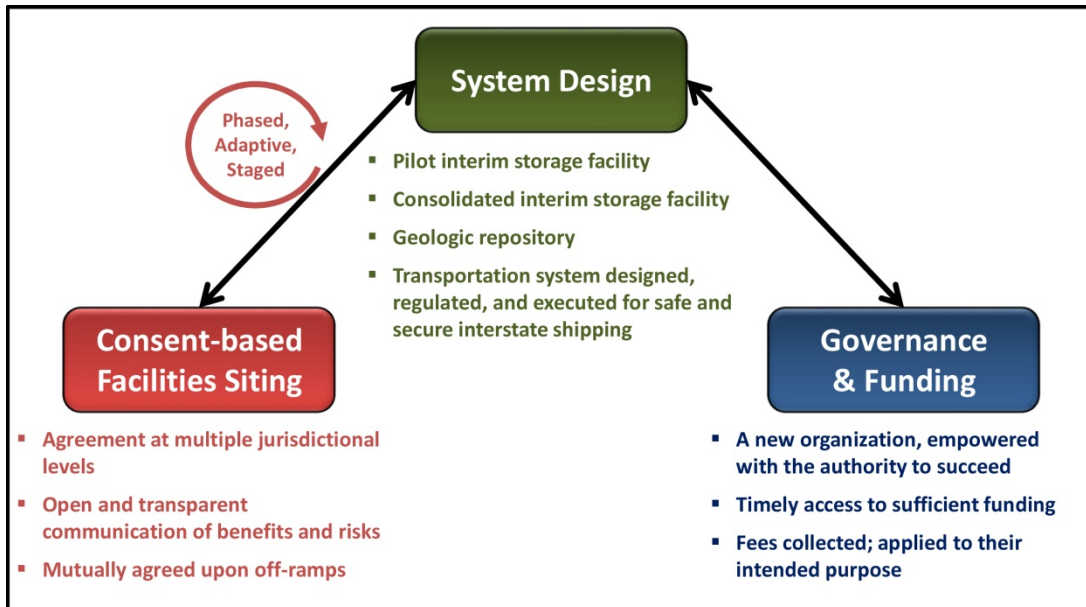 System Design
Phased,
Adaptive,
Staged
▪ Pilot interim storage facility
▪ Consolidated interim storage facility
▪ Geologic repository
▪ Transportation system designed,
regulated, and executed for safe and
secure interstate shipping
Consent-based
Facilities Siting
▪ Agreement at multiple jurisdictional
levels
▪ Open and transparent
communication of benefits and risks
▪ Mutually agreed upon off-ramps
Governance
& Funding
▪ A new organization, empowered
with the authority to succeed
▪ Timely access to sufficient funding
▪ Fees collected; applied to their
intended purpose